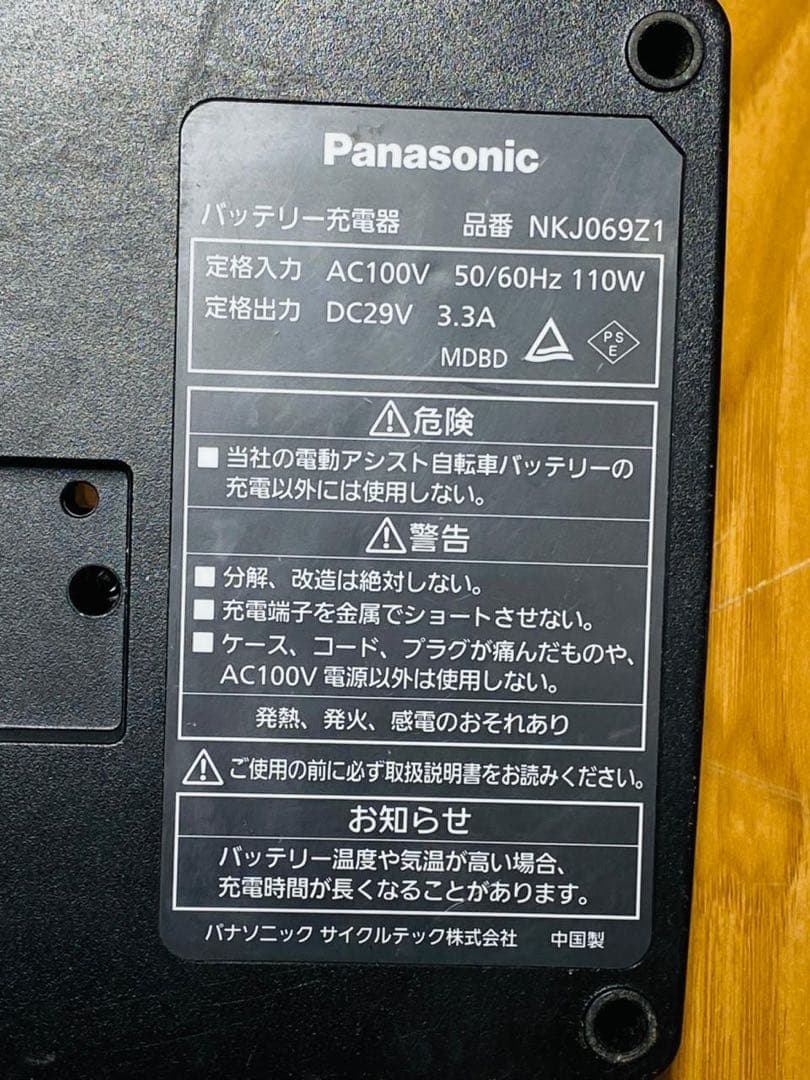 Panasonic
バッテリー充電器 品番 NKJ069Z1
定格入力 AC100V 50/60Hz 110W
定格出力 DC29V 3.3A
MDBD PS E
危険
■当社の電動アシスト自転車バッテリーの
充電以外には使用しない。
警告
■分解、改造は絶対しない。
■充電端子を金属でショートさせない。
■ケース、コード、プラグが痛んだものや、
AC100V 電源以外は使用しない。
発熱、発火、感電のおそれあり
ご使用の前に必ず取扱説明書をお読みください。
お知らせ
バッテリー温度や気温が高い場合、
充電時間が長くなることがあります。
パナソニック サイクルテック株式会社 中国製